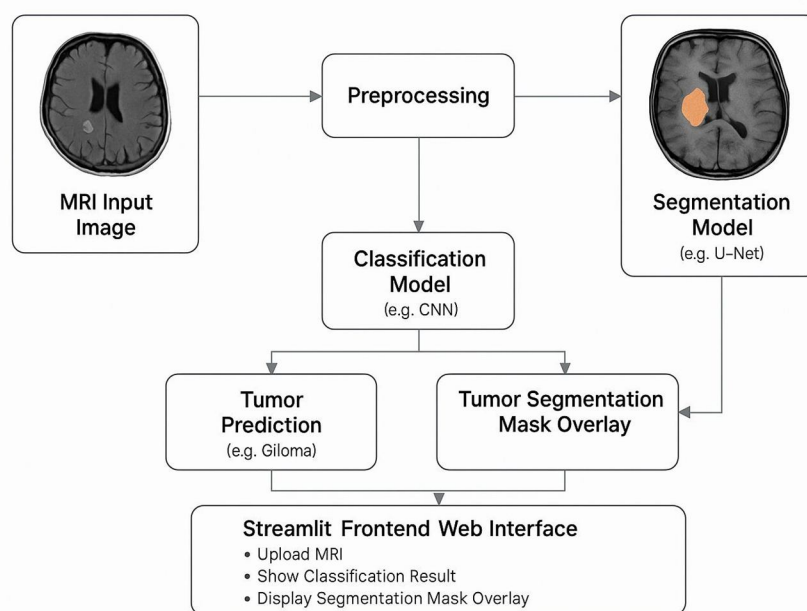 MRI Input
Image
Preprocessing
Segmentation
Model
(e.g. U–Net)
Classification
Model
(e.g. CNN)
Tumor
Prediction
(e.g. Giloma)
Tumor Segmentation
Mask Overlay
Streamlit Frontend Web Interface
• Upload MRI
• Show Classification Result
• Display Segmentation Mask Overlay